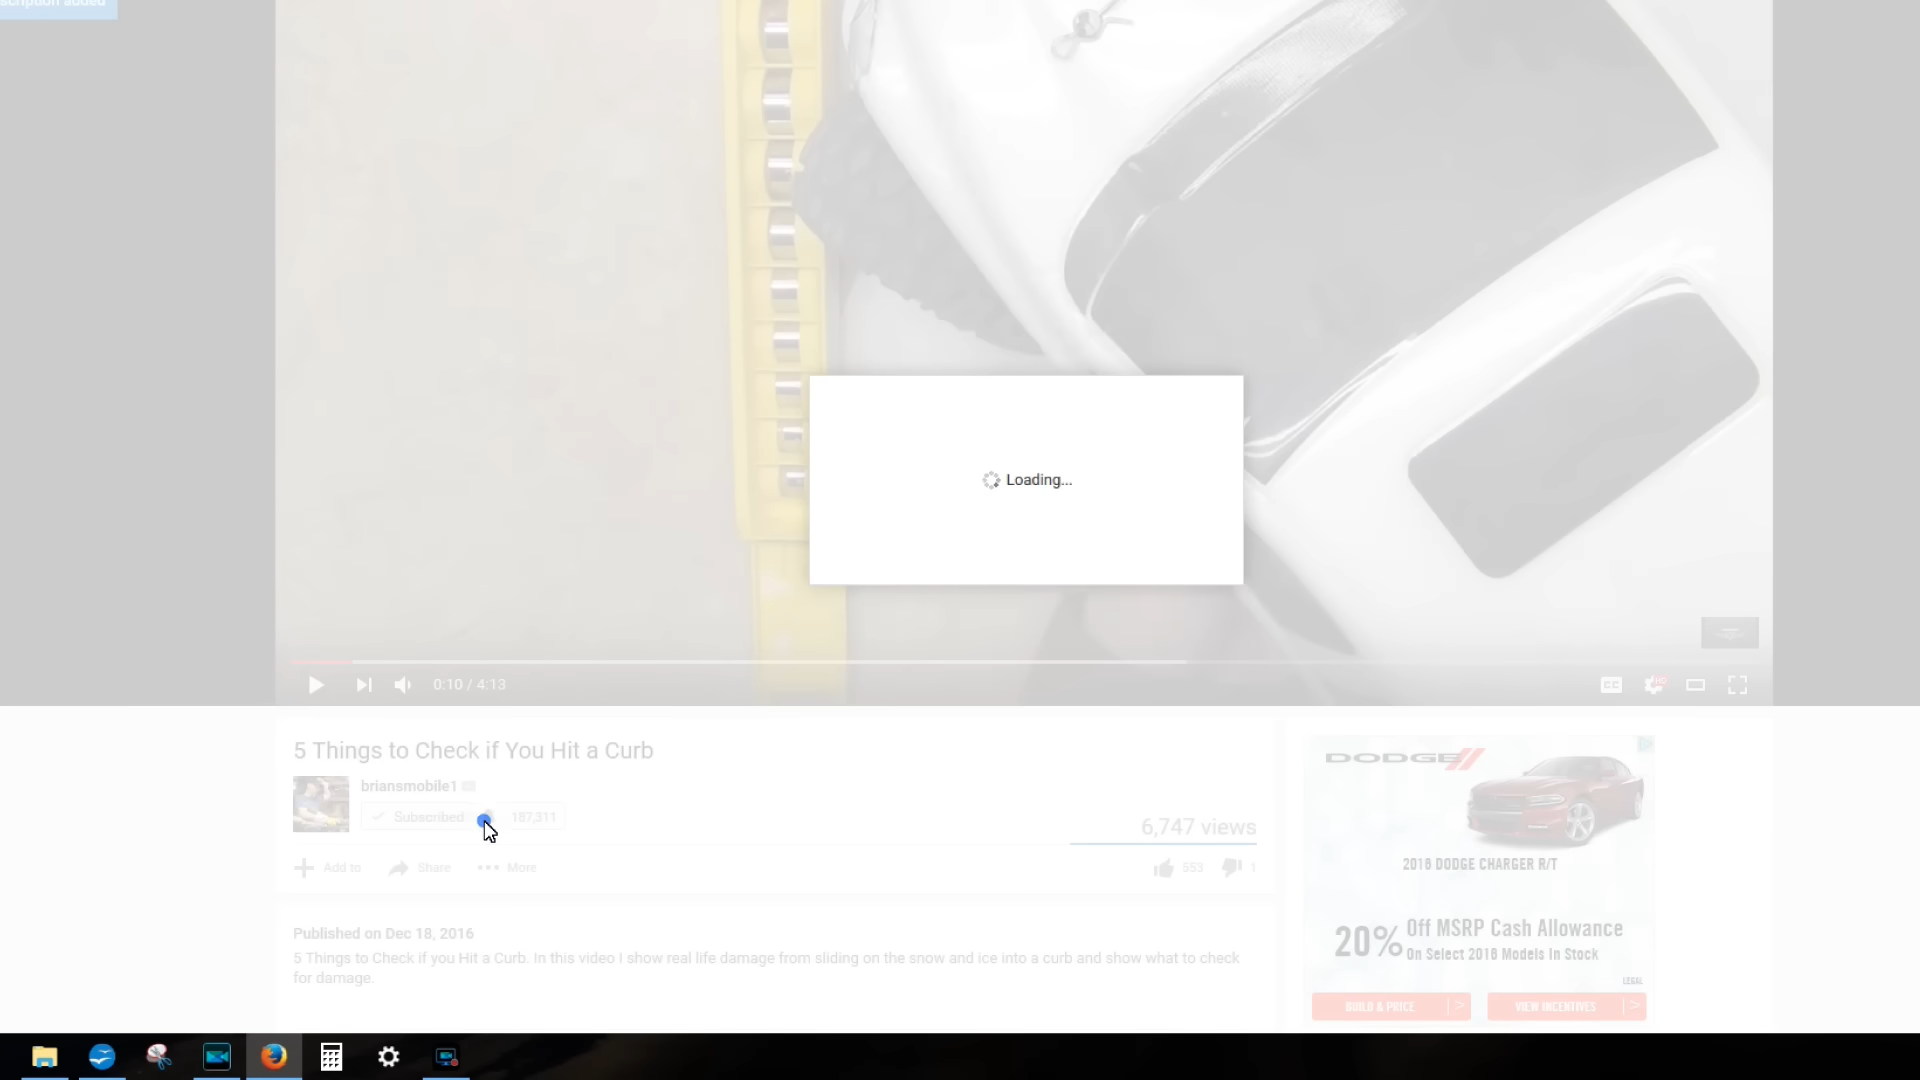 scription added
Loading...
0:10 / 4:13
CC
HD
5 Things to Check if You Hit a Curb
briansmobile1
Subscribed 187,311
6,747 views
Add to Share More
553 1
Published on Dec 18, 2016
5 Things to Check if you Hit a Curb. In this video I show real life damage from sliding on the snow and ice into a curb and show what to check
for damage.
DODGE
2016 DODGE CHARGER R/T
20% Off MSRP Cash Allowance
On Select 2016 Models In Stock
LEGAL
BUILD & PRICE
VIEW INCENTIVES